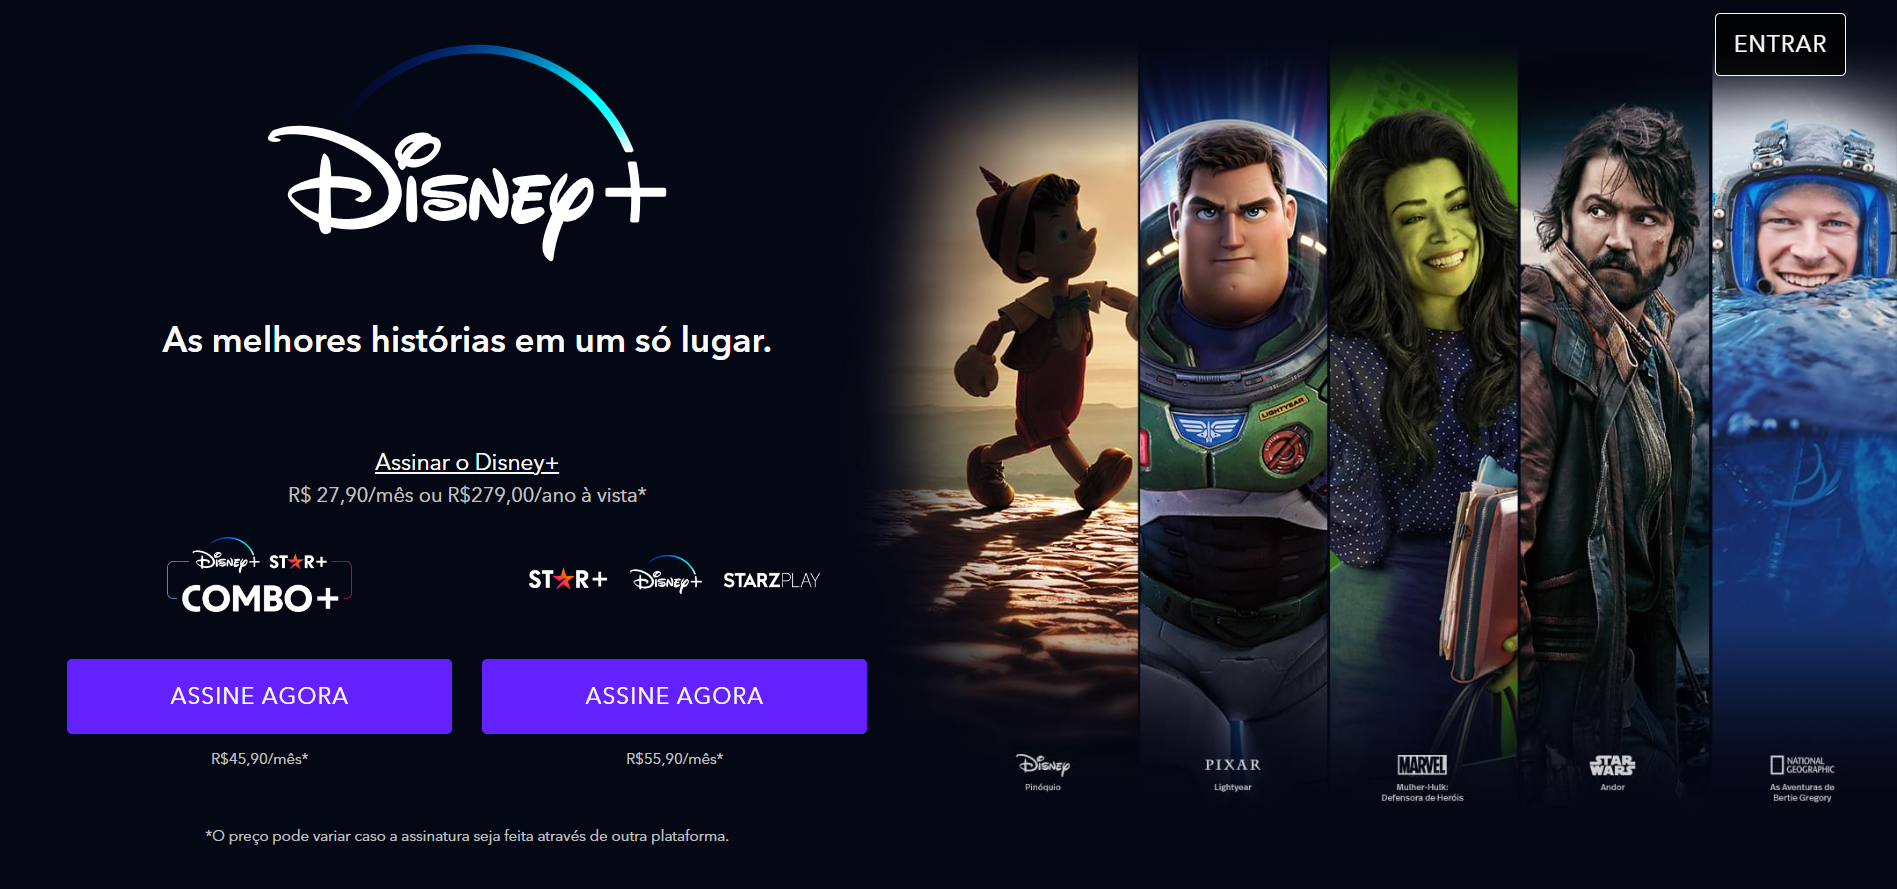 ENTRAR
Disney+
As melhores histórias em um só lugar.
Assinar o Disney+
R$ 27,90/mês ou R$279,00/ano à vista*
Disney+ STAR+
COMBO+
STAR+ Disney+ STARZPLAY
ASSINE AGORA
ASSINE AGORA
R$45,90/mês*
R$55,90/mês*
*O preço pode variar caso a assinatura seja feita através de outra plataforma.
LIGHTYEAR
Disney
Pinóquio
PIXAR
Lightyear
MARVEL
Mulher-Hulk:
Defensora de Heróis
STAR
WARS
Andor
NATIONAL
GEOGRAPHIC
As Aventuras de
Bertie Gregory